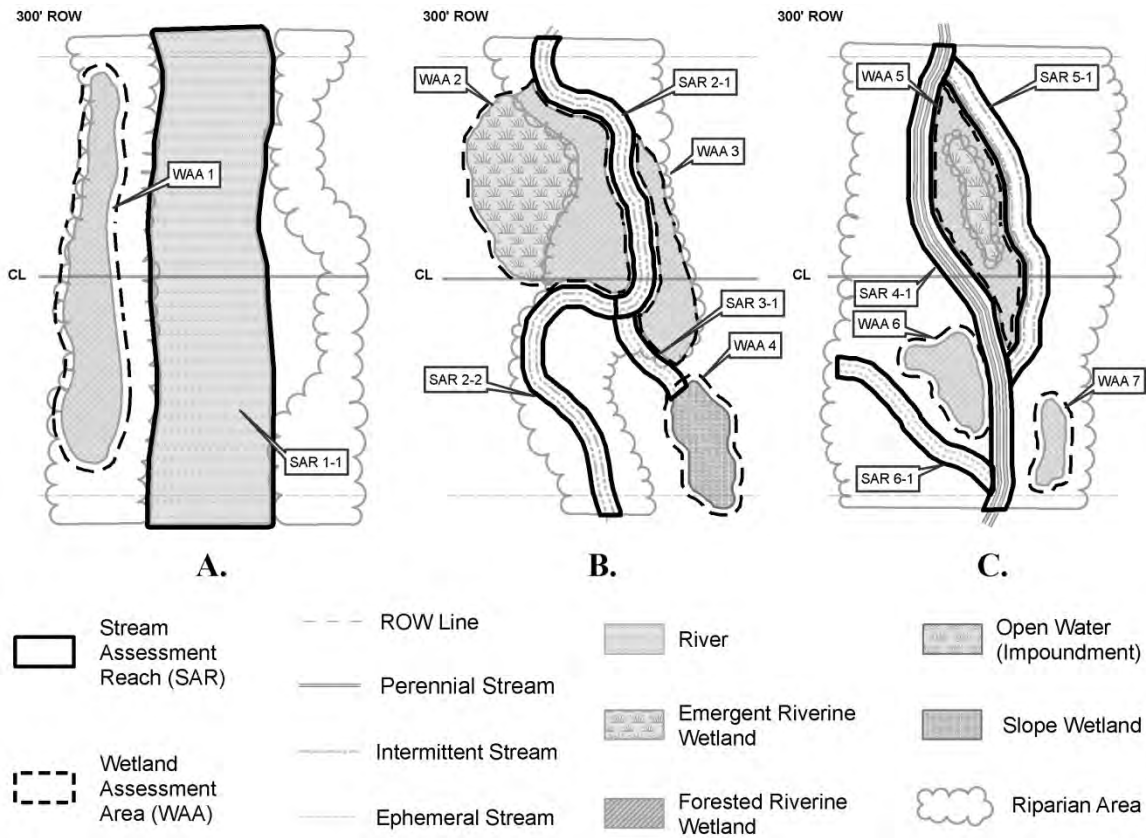 300' ROW
WAA 1
CL
SAR 1-1
A.
300' ROW
WAA 2
SAR 2-1
WAA 3
CL
SAR 3-1
WAA 4
SAR 2-2
B.
300' ROW
WAA 5
SAR 5-1
CL
SAR 4-1
WAA 6
WAA 7
SAR 6-1
C.
Stream
Assessment
Reach (SAR)
Wetland
Assessment
Area (WAA)
ROW Line
Perennial Stream
Intermittent Stream
Ephemeral Stream
River
Emergent Riverine
Wetland
Forested Riverine
Wetland
Open Water
(Impoundment)
Slope Wetland
Riparian Area